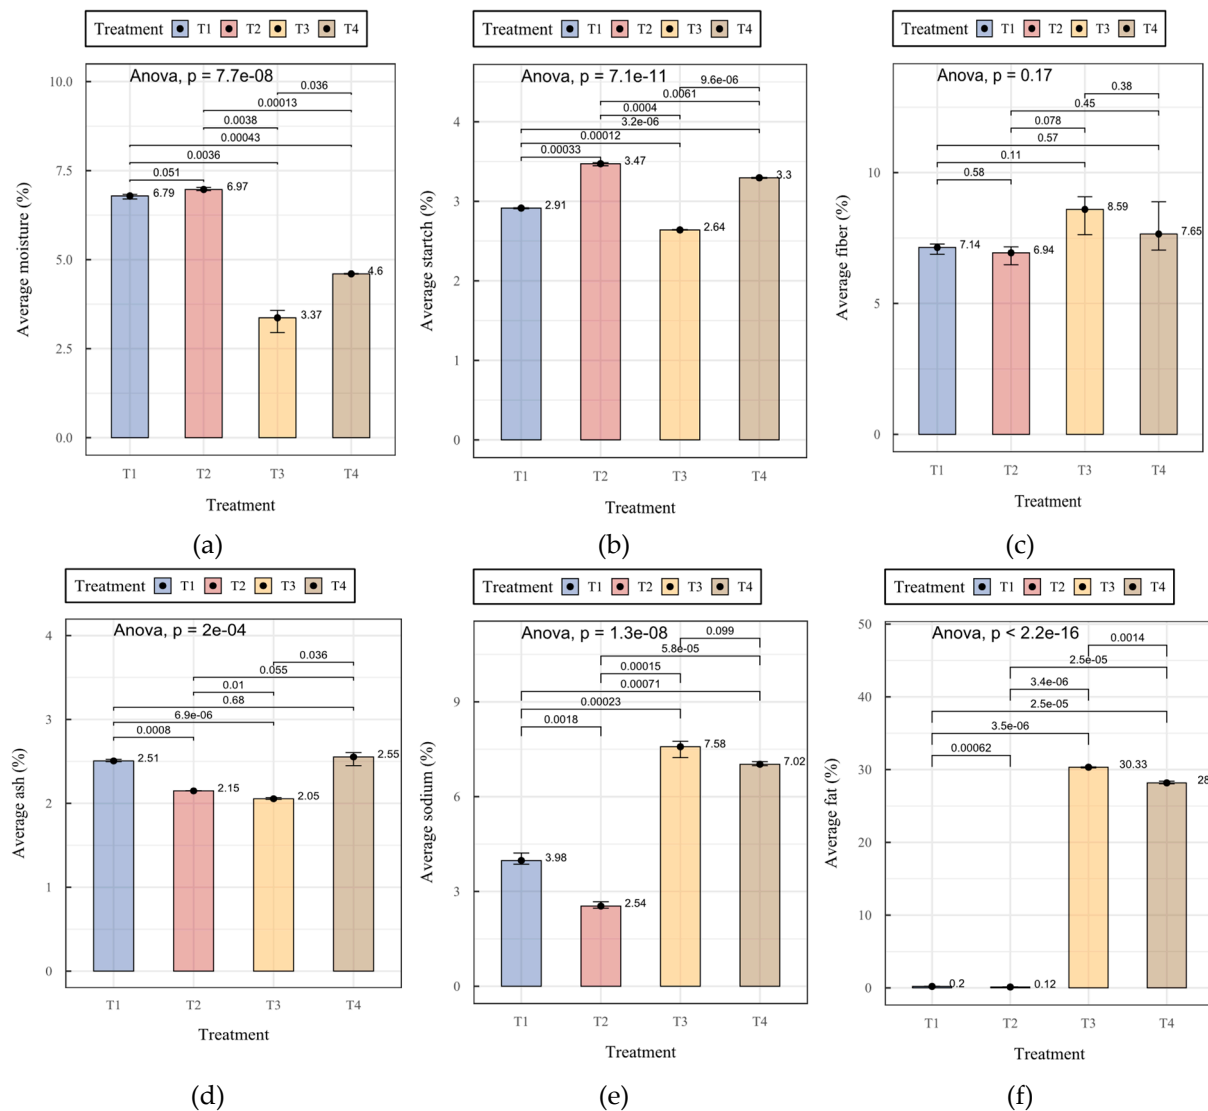 Treatment T1 T2 T3 T4
Anova, p = 7.7e-08
0.036
0.00013
0.0038
0.00043
0.0036
0.051
6.79
6.97
3.37
4.6
10.0
7.5
5.0
2.5
0.0
Average moisture (%)
T1 T2 T3 T4
Treatment
(a)
Treatment T1 T2 T3 T4
Anova, p = 7.1e-11
9.6e-06
0.0061
0.0004
3.2e-06
0.00012
0.00033
2.91
3.47
2.64
3.3
4
3
2
1
0
Average startch (%)
T1 T2 T3 T4
Treatment
(b)
Treatment T1 T2 T3 T4
Anova, p = 0.17
0.38
0.45
0.078
0.57
0.11
0.58
7.14
6.94
8.59
7.65
10
5
0
Average fiber (%)
T1 T2 T3 T4
Treatment
(c)
Treatment T1 T2 T3 T4
Anova, p = 2e-04
0.036
0.055
0.01
0.68
6.9e-06
0.0008
2.51
2.15
2.05
2.55
4
3
2
1
0
Average ash (%)
T1 T2 T3 T4
Treatment
(d)
Treatment T1 T2 T3 T4
Anova, p = 1.3e-08
0.099
5.8e-05
0.00015
0.00071
0.00023
0.0018
3.98
2.54
7.58
7.02
9
6
3
0
Average sodium (%)
T1 T2 T3 T4
Treatment
(e)
Treatment T1 T2 T3 T4
Anova, p < 2.2e-16
0.0014
2.5e-05
3.4e-06
2.5e-05
3.5e-06
0.00062
0.2
0.12
30.33
28
50
40
30
20
10
0
Average fat (%)
T1 T2 T3 T4
Treatment
(f)